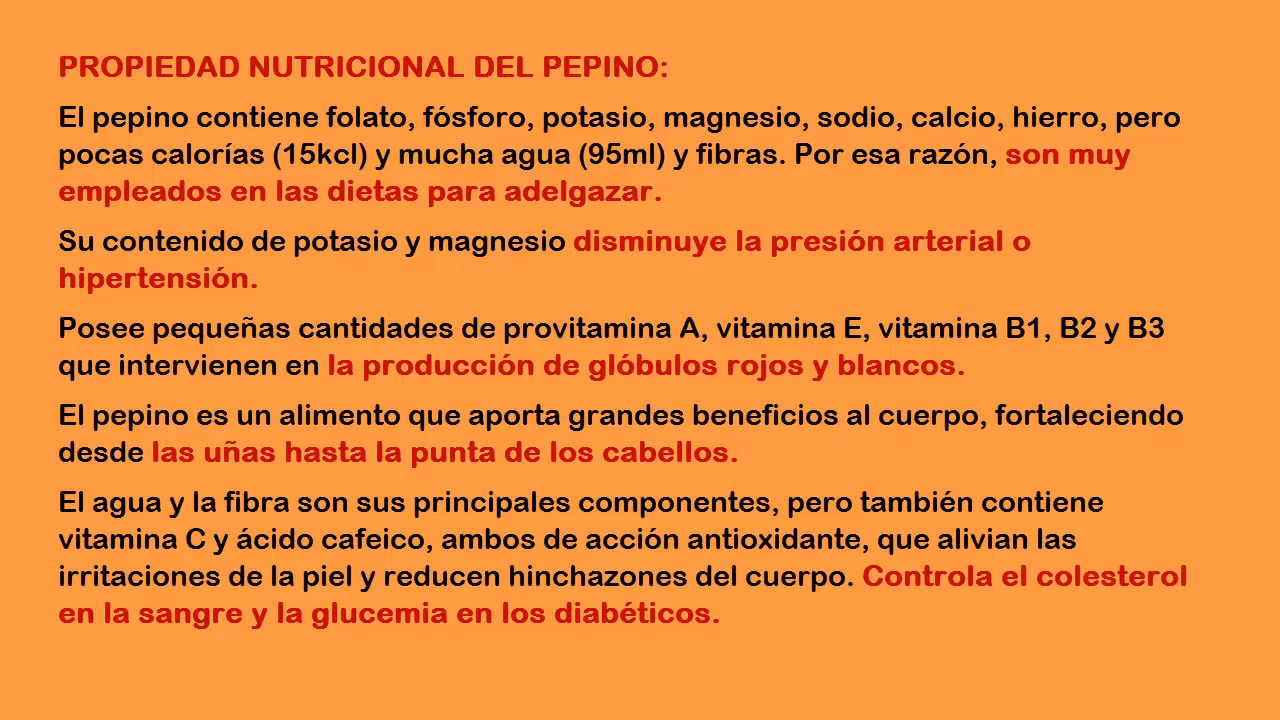 PROPIEDAD NUTRICIONAL DEL PEPINO:
El pepino contiene folato, fósforo, potasio, magnesio, sodio, calcio, hierro, pero
pocas calorías (15kcl) y mucha agua (95ml) y fibras. Por esa razón, son muy
empleados en las dietas para adelgazar.
Su contenido de potasio y magnesio disminuye la presión arterial o
hipertensión.
Posee pequeñas cantidades de provitamina A, vitamina E, vitamina B1, B2 y B3
que intervienen en la producción de glóbulos rojos y blancos.
El pepino es un alimento que aporta grandes beneficios al cuerpo, fortaleciendo
desde las uñas hasta la punta de los cabellos.
El agua y la fibra son sus principales componentes, pero también contiene
vitamina C y ácido cafeico, ambos de acción antioxidante, que alivian las
irritaciones de la piel y reducen hinchazones del cuerpo. Controla el colesterol
en la sangre y la glucemia en los diabéticos.